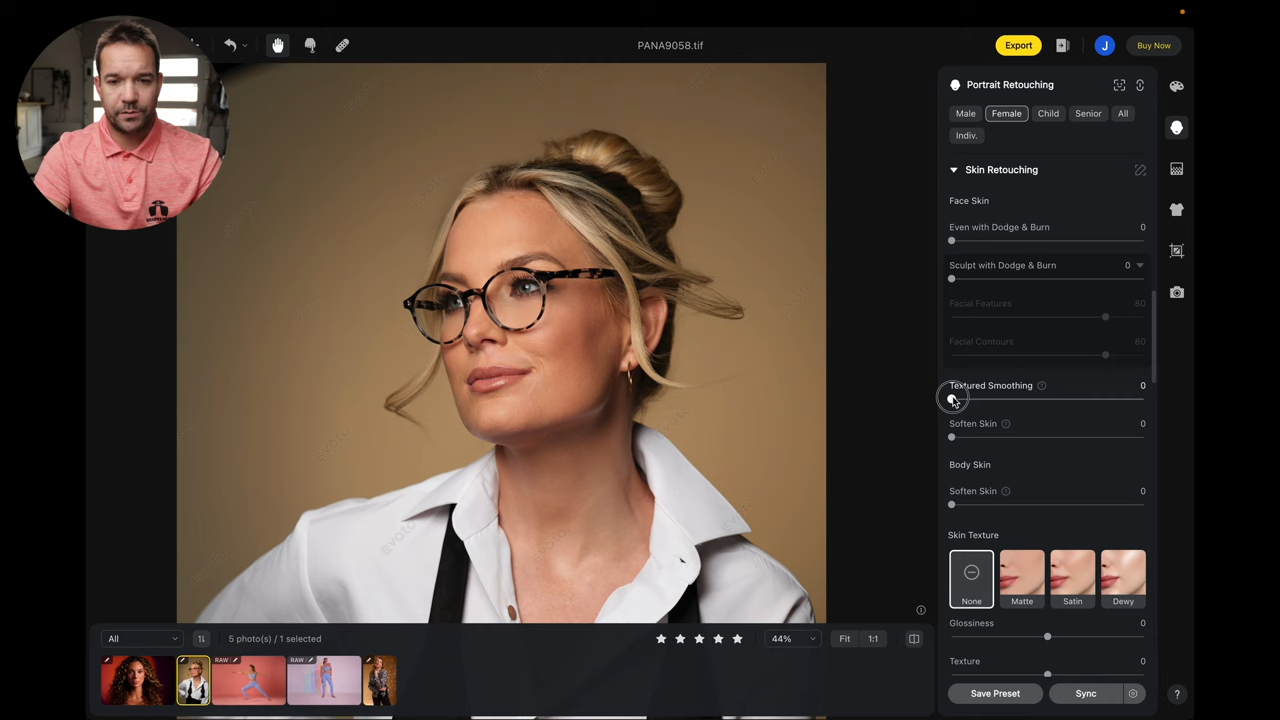 PANA9058.tif
Export
J
Buy Now
Portrait Retouching
Male
Female
Child
Senior
All
Indiv.
Skin Retouching
Face Skin
Even with Dodge & Burn 0
Sculpt with Dodge & Burn 0
Facial Features 80
Facial Contours 80
Textured Smoothing ? 0
Soften Skin ? 0
Body Skin
Soften Skin ? 0
Skin Texture
None
Matte
Satin
Dewy
Glossiness 0
Texture 0
Save Preset
Sync
?
EVOTO
All
5 photo(s) / 1 selected
44%
Fit
1:1
RAW
RAW